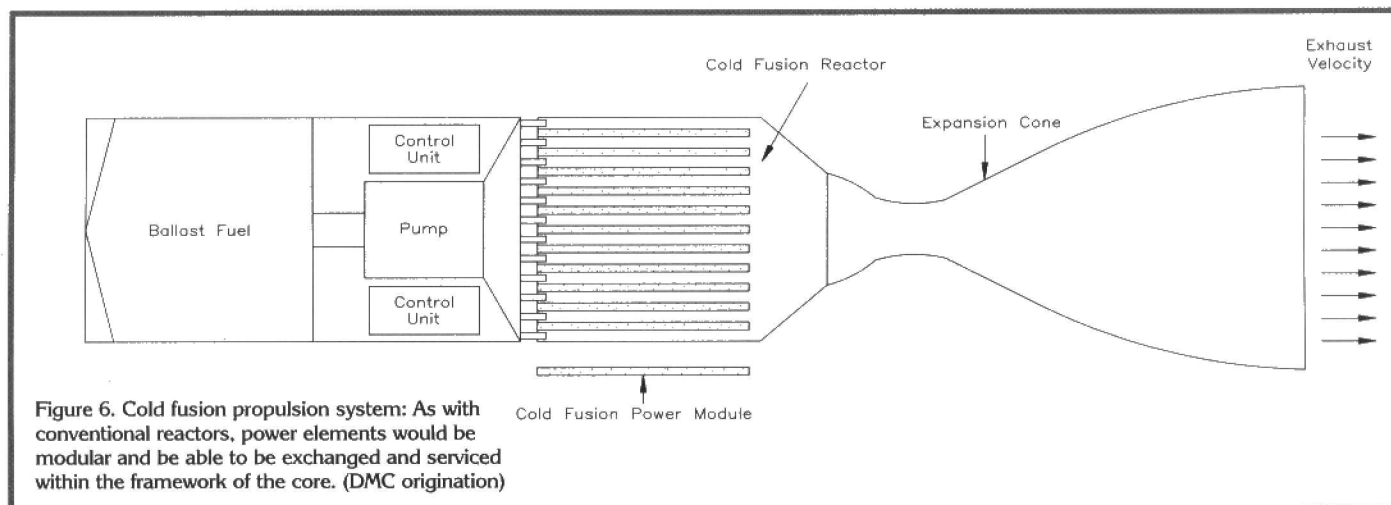 Exhaust
Velocity
Cold Fusion Reactor
Expansion Cone
Control
Unit
Ballast Fuel
Pump
Control
Unit
Cold Fusion Power Module
Figure 6. Cold fusion propulsion system: As with
conventional reactors, power elements would be
modular and be able to be exchanged and serviced
within the framework of the core. (DMC origination)